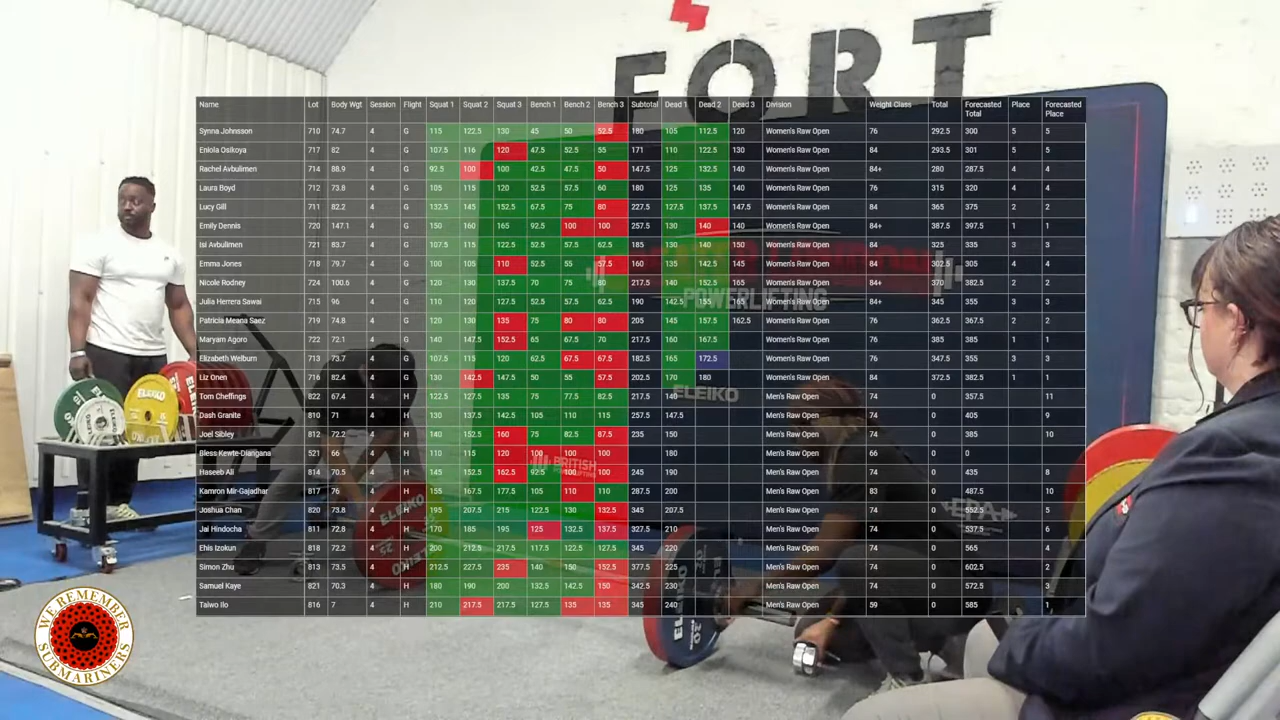 FORT
Name Lot Body Wgt Session Flight Squat 1 Squat 2 Squat 3 Bench 1 Bench 2 Bench 3 Subtotal Dead 1 Dead 2 Dead 3 Division Weight Class Total Forecasted Total Place Forecasted Place
Synna Johnsson 710 74.7 4 G 115 122.5 130 45 50 52.5 180 105 112.5 120 Women's Raw Open 76 292.5 300 5 5
Eniola Osikoya 717 82 4 G 107.5 116 120 47.5 52.5 55 171 110 122.5 130 Women's Raw Open 84 293.5 301 5 5
Rachel Avbulimen 714 88.9 4 G 92.5 100 100 42.5 47.5 50 147.5 125 132.5 140 Women's Raw Open 84+ 280 287.5 4 4
Laura Boyd 712 73.8 4 G 105 115 120 52.5 57.5 60 180 125 135 140 Women's Raw Open 76 315 320 4 4
Lucy Gill 711 82.2 4 G 132.5 145 152.5 67.5 75 80 227.5 127.5 137.5 147.5 Women's Raw Open 84 365 375 2 2
Emily Dennis 720 147.1 4 G 150 160 165 92.5 100 100 257.5 130 140 140 Women's Raw Open 84+ 387.5 397.5 1 1
Isi Avbulimen 721 83.7 4 G 107.5 115 122.5 52.5 57.5 62.5 185 130 140 150 Women's Raw Open 84 325 335 3 3
Emma Jones 718 79.7 4 G 100 105 110 52.5 55 57.5 160 135 142.5 145 Women's Raw Open 84 302.5 305 4 4
Nicole Rodney 724 100.6 4 G 120 130 137.5 70 75 80 217.5 140 152.5 165 Women's Raw Open 84+ 370 382.5 2 2
Julia Herrera Sawai 715 96 4 G 110 120 127.5 52.5 57.5 62.5 190 142.5 155 165 Women's Raw Open 84+ 345 355 3 3
Patricia Meana Saez 719 74.8 4 G 120 130 135 75 80 80 205 145 157.5 162.5 Women's Raw Open 76 362.5 367.5 2 2
Maryam Agoro 722 72.1 4 G 140 147.5 152.5 65 67.5 70 217.5 160 167.5 Women's Raw Open 76 385 385 1 1
Elizabeth Welburn 713 73.7 4 G 107.5 115 120 62.5 67.5 67.5 182.5 165 172.5 Women's Raw Open 76 347.5 355 3 3
Liz Onen 716 82.4 4 G 130 142.5 147.5 50 55 57.5 202.5 170 180 Women's Raw Open 84 372.5 382.5 1 1
Tom Cheffings 822 67.4 4 H 122.5 127.5 135 75 77.5 82.5 217.5 140 Men's Raw Open 74 0 357.5 11
Dash Granite 810 71 4 H 130 137.5 142.5 105 110 115 257.5 147.5 Men's Raw Open 74 0 405 9
Joel Sibley 812 72.2 4 H 140 152.5 160 75 82.5 87.5 235 150 Men's Raw Open 74 0 385 10
Bless Kewte-Diangana 521 66 4 H 110 115 120 100 100 100 180 Men's Raw Open 66 0 0
Haseeb Ali 814 70.5 4 H 145 152.5 162.5 92.5 100 100 245 190 Men's Raw Open 74 0 435 8
Kamron Mir-Gajadhar 817 76 4 H 155 167.5 177.5 105 110 110 287.5 200 Men's Raw Open 83 0 487.5 10
Joshua Chan 820 73.8 4 H 195 207.5 215 122.5 130 132.5 345 207.5 Men's Raw Open 74 0 552.5 5
Jai Hindocha 811 72.8 4 H 170 185 195 125 132.5 137.5 327.5 210 Men's Raw Open 74 0 537.5 6
Ehis Izokun 818 72.2 4 H 200 212.5 217.5 117.5 122.5 127.5 345 220 Men's Raw Open 74 0 565 4
Simon Zhu 813 73.5 4 H 212.5 227.5 235 140 150 152.5 377.5 225 Men's Raw Open 74 0 602.5 2
Samuel Kaye 821 70.3 4 H 180 190 200 132.5 142.5 150 342.5 230 Men's Raw Open 74 0 572.5 3
Taiwo Ilo 816 7 4 H 210 217.5 217.5 127.5 135 135 345 240 Men's Raw Open 59 0 585 1
POWERLIFTING
ELEIKO
BRITISH
EPA
ELEIKO
ELEIKO
WE REMEMBER
SUBMARINERS